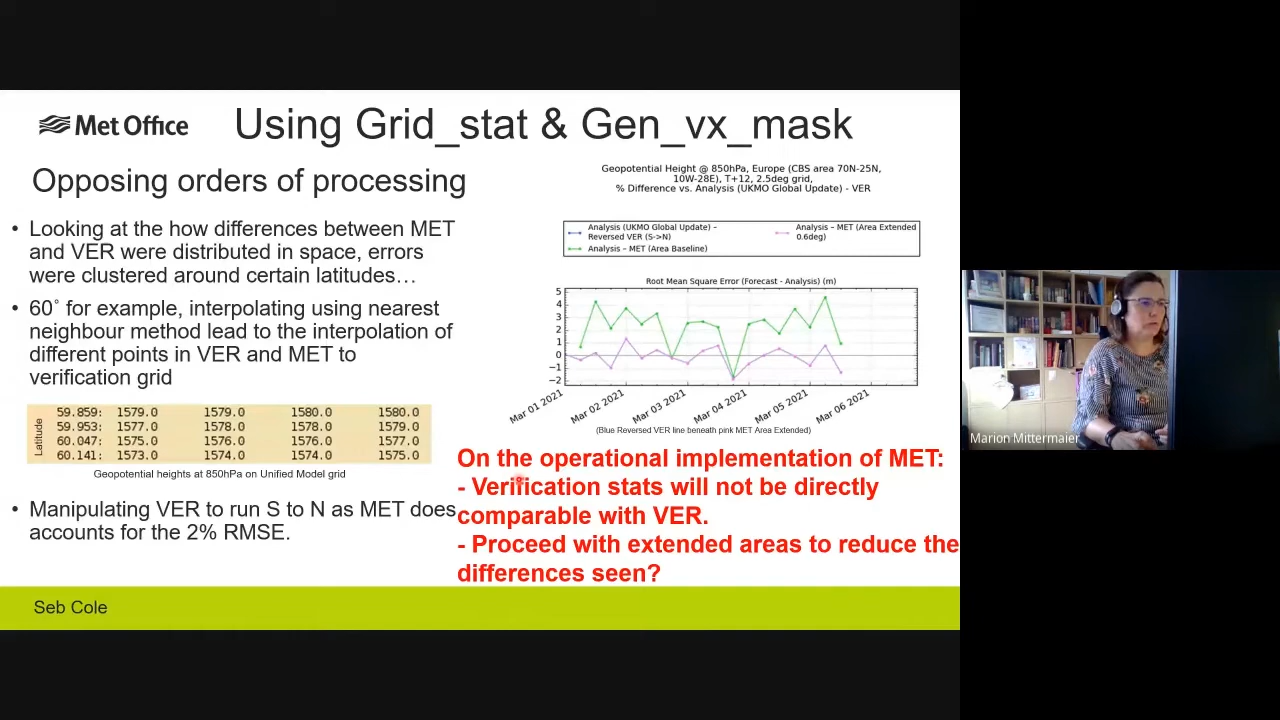 Met Office
Using Grid_stat & Gen_vx_mask
Opposing orders of processing
• Looking at the how differences between MET
and VER were distributed in space, errors
were clustered around certain latitudes…
• 60˚ for example, interpolating using nearest
neighbour method lead to the interpolation of
different points in VER and MET to
verification grid
Latitude
59.859: 1579.0 1579.0 1580.0 1580.0
59.953: 1577.0 1578.0 1578.0 1579.0
60.047: 1575.0 1576.0 1576.0 1577.0
60.141: 1573.0 1574.0 1574.0 1575.0
Geopotential heights at 850hPa on Unified Model grid
• Manipulating VER to run S to N as MET does
accounts for the 2% RMSE.
Geopotential Height @ 850hPa, Europe (CBS area 70N-25N,
10W-28E), T+12, 2.5deg grid,
% Difference vs. Analysis (UKMO Global Update) - VER
Analysis (UKMO Global Update) –
Reversed VER (S->N)
Analysis – MET (Area Baseline)
Analysis – MET (Area Extended
0.6deg)
Root Mean Square Error (Forecast - Analysis) (m)
5
4
3
2
1
0
−1
−2
Mar 01 2021
Mar 02 2021
Mar 03 2021
Mar 04 2021
Mar 05 2021
Mar 06 2021
(Blue Reversed VER line beneath pink MET Area Extended)
On the operational implementation of MET:
- Verification stats will not be directly
comparable with VER.
- Proceed with extended areas to reduce the
differences seen?
Seb Cole
Marion Mittermaier